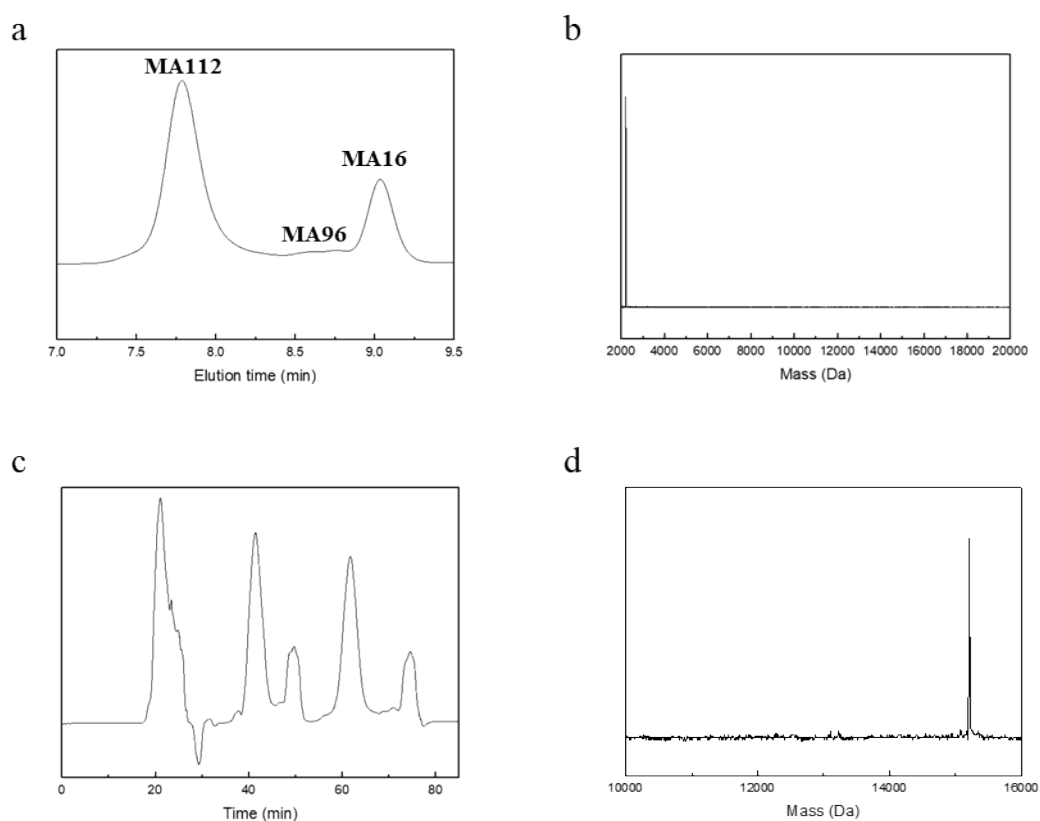 a
MA112
MA96
MA16
7.0 7.5 8.0 8.5 9.0 9.5
Elution time (min)
b
2000 4000 6000 8000 10000 12000 14000 16000 18000 20000
Mass (Da)
c
0 20 40 60 80
Time (min)
d
10000 12000 14000 16000
Mass (Da)